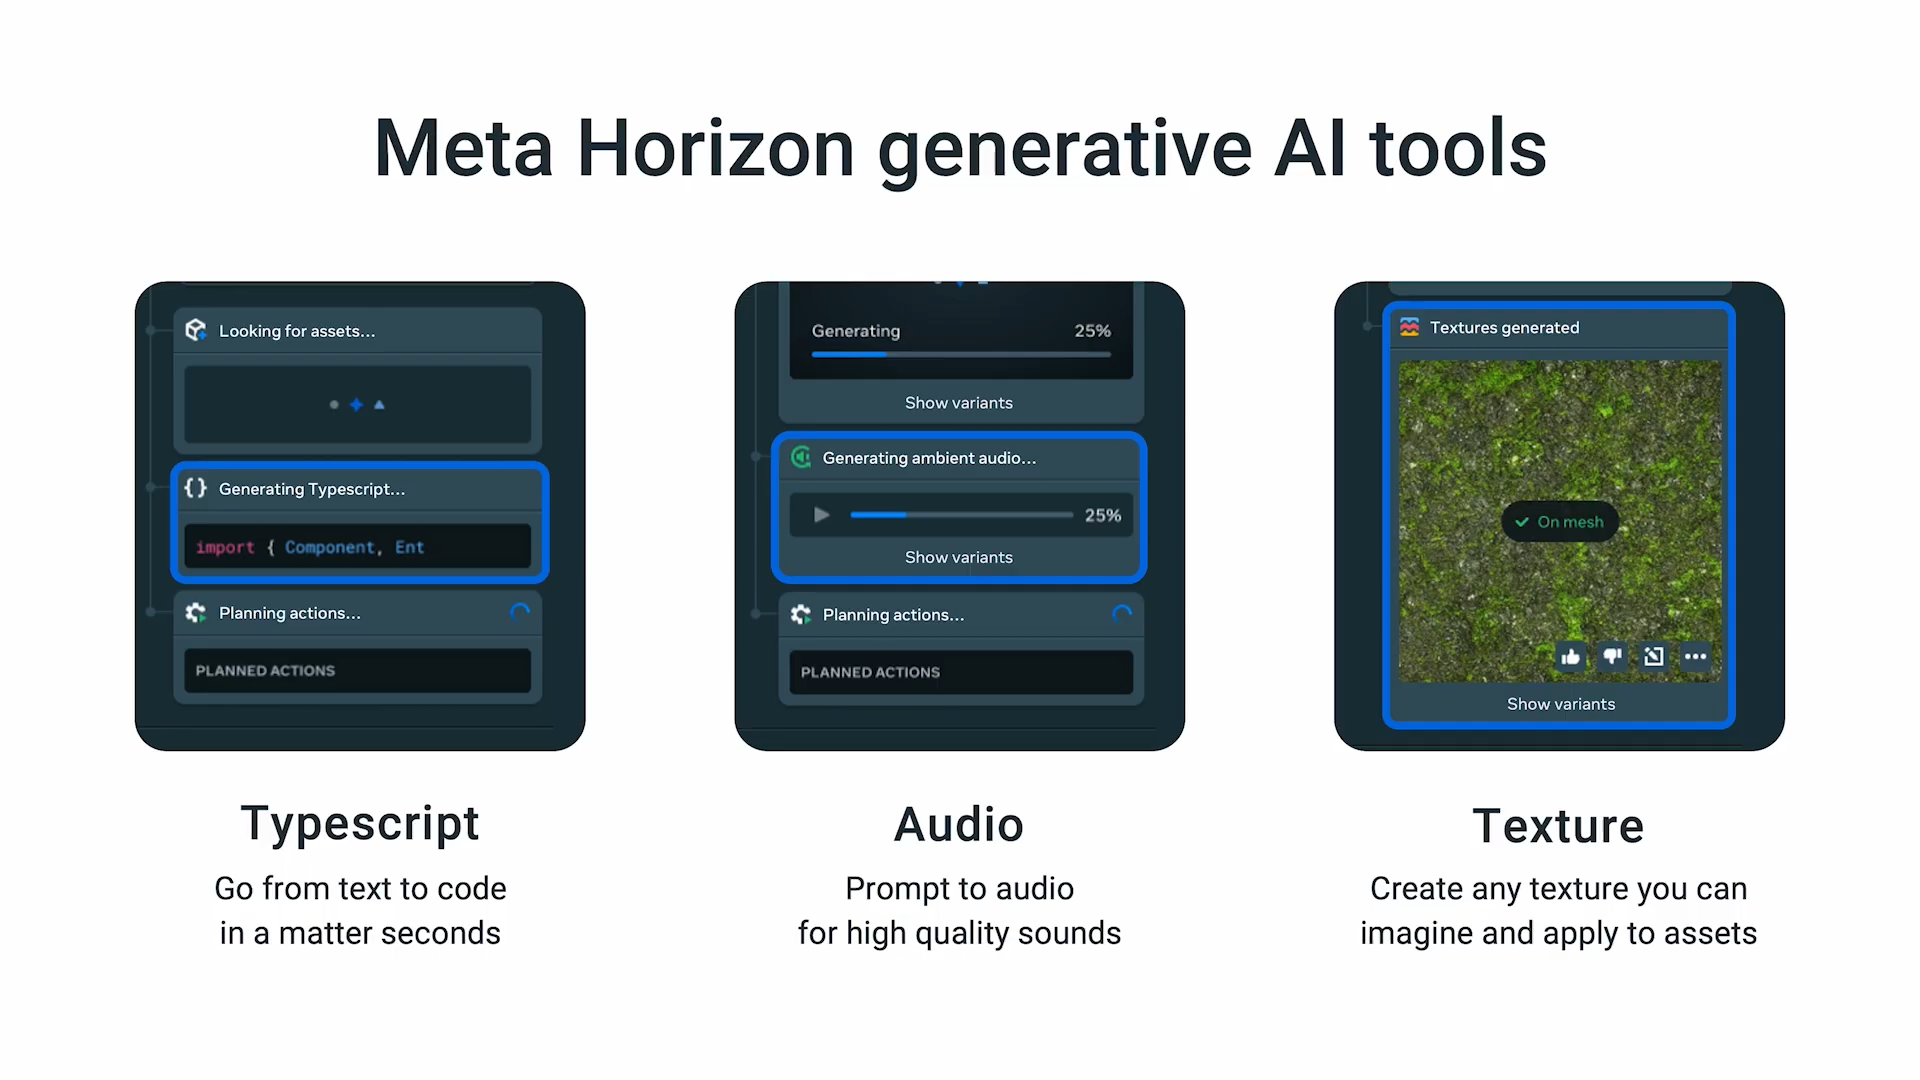 Meta Horizon generative AI tools
Looking for assets...
Generating Typescript...
import { Component, Ent
Planning actions...
PLANNED ACTIONS
Generating 25%
Show variants
Generating ambient audio...
25%
Show variants
Planning actions...
PLANNED ACTIONS
Textures generated
On mesh
Show variants
Typescript
Go from text to code
in a matter seconds
Audio
Prompt to audio
for high quality sounds
Texture
Create any texture you can
imagine and apply to assets